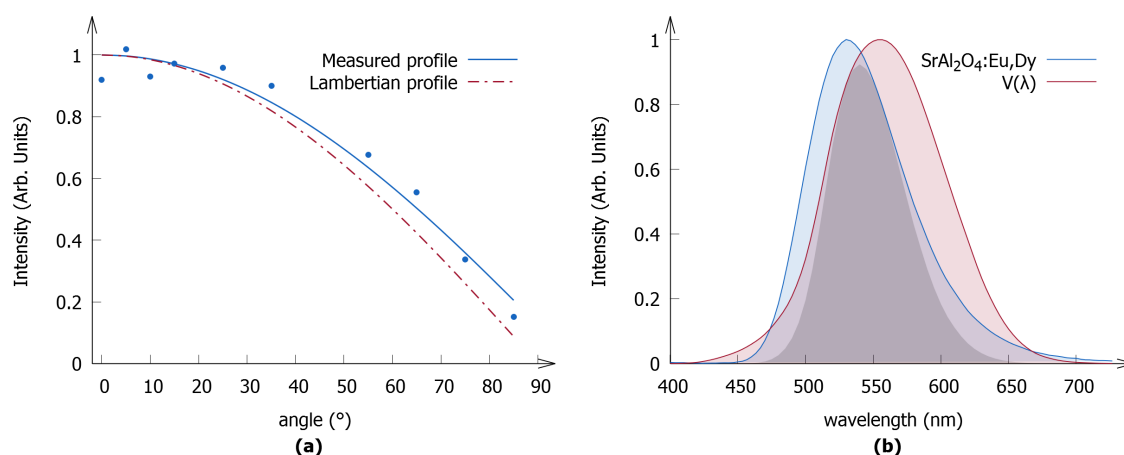 Intensity (Arb. Units)
1
0.8
0.6
0.4
0.2
0
0 10 20 30 40 50 60 70 80 90
angle (°)
Measured profile
Lambertian profile
(a)
Intensity (Arb. Units)
1
0.8
0.6
0.4
0.2
0
400 450 500 550 600 650 700
wavelength (nm)
SrAl₂O₄:Eu,Dy
V(λ)
(b)